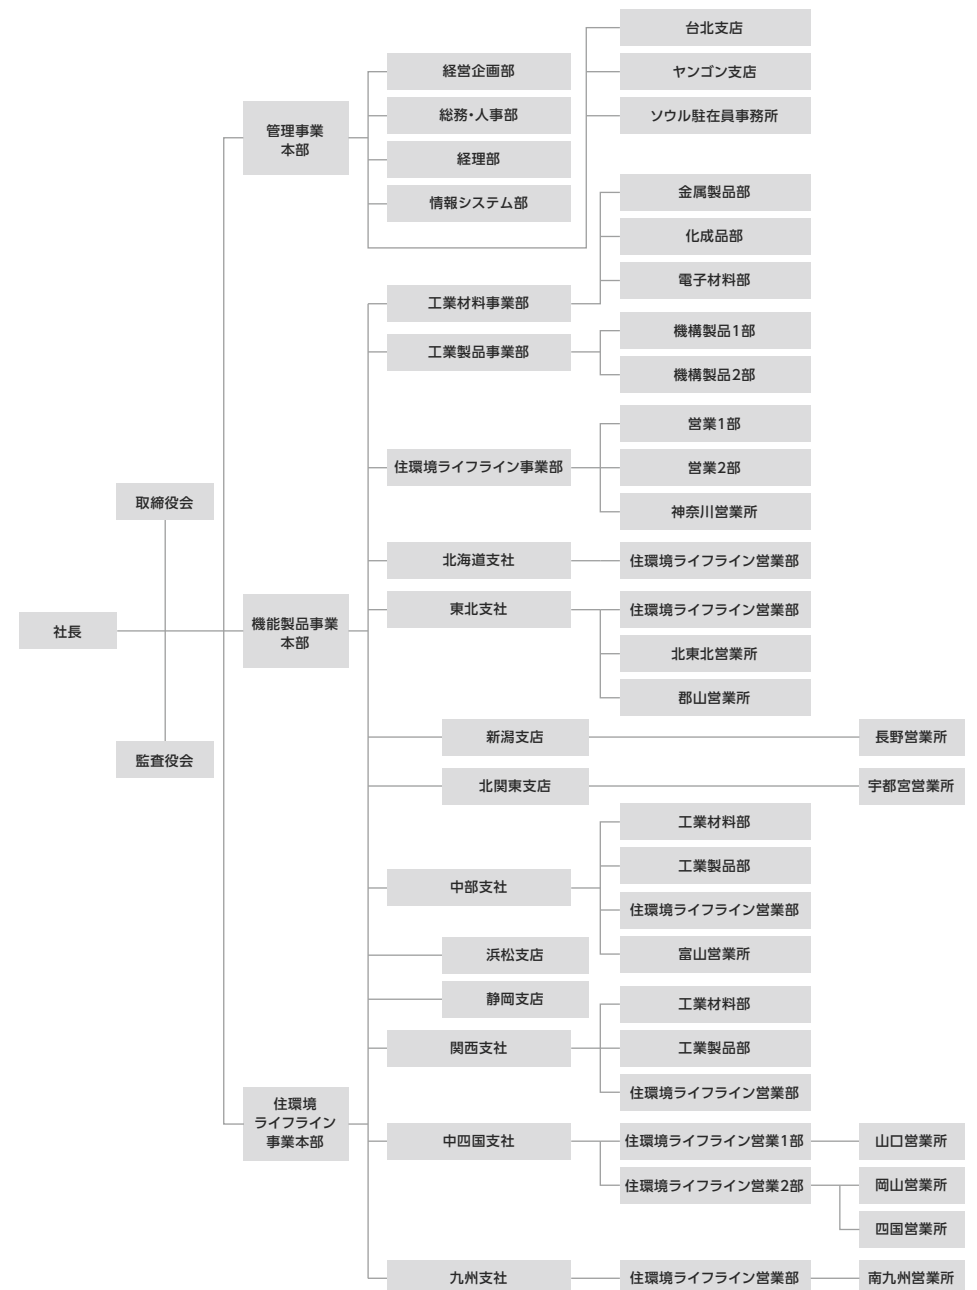 社長
取締役会
監査役会
管理事業
本部
経営企画部
総務・人事部
経理部
情報システム部
台北支店
ヤンゴン支店
ソウル駐在員事務所
機能製品事業
本部
住環境
ライフライン
事業本部
工業材料事業部
金属製品部
化成品部
電子材料部
工業製品事業部
機構製品1部
機構製品2部
住環境ライフライン事業部
営業1部
営業2部
神奈川営業所
北海道支社
住環境ライフライン営業部
東北支社
住環境ライフライン営業部
北東北営業所
郡山営業所
新潟支店
長野営業所
北関東支店
宇都宮営業所
中部支社
工業材料部
工業製品部
住環境ライフライン営業部
富山営業所
浜松支店
静岡支店
関西支社
工業材料部
工業製品部
住環境ライフライン営業部
中四国支社
住環境ライフライン営業1部
山口営業所
住環境ライフライン営業2部
岡山営業所
四国営業所
九州支社
住環境ライフライン営業部
南九州営業所